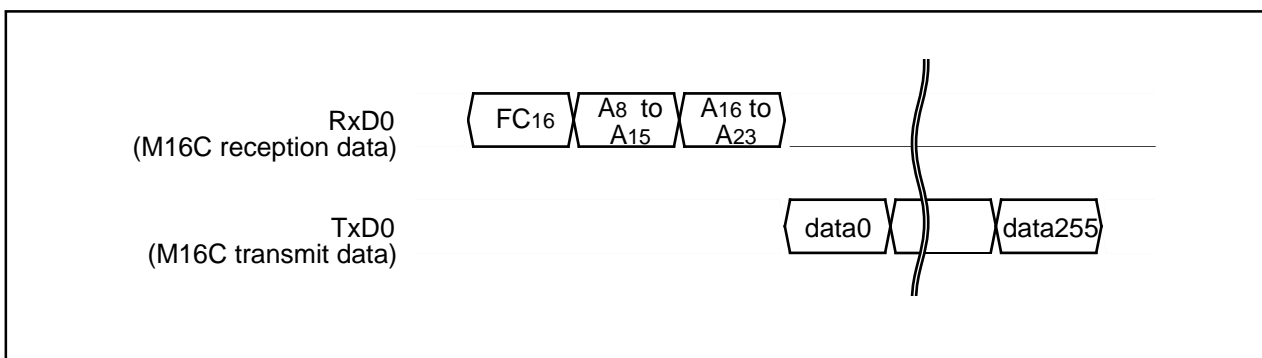 RxD0
(M16C reception data)
FC16
A8 to
A15
A16 to
A23
TxD0
(M16C transmit data)
data0
data255